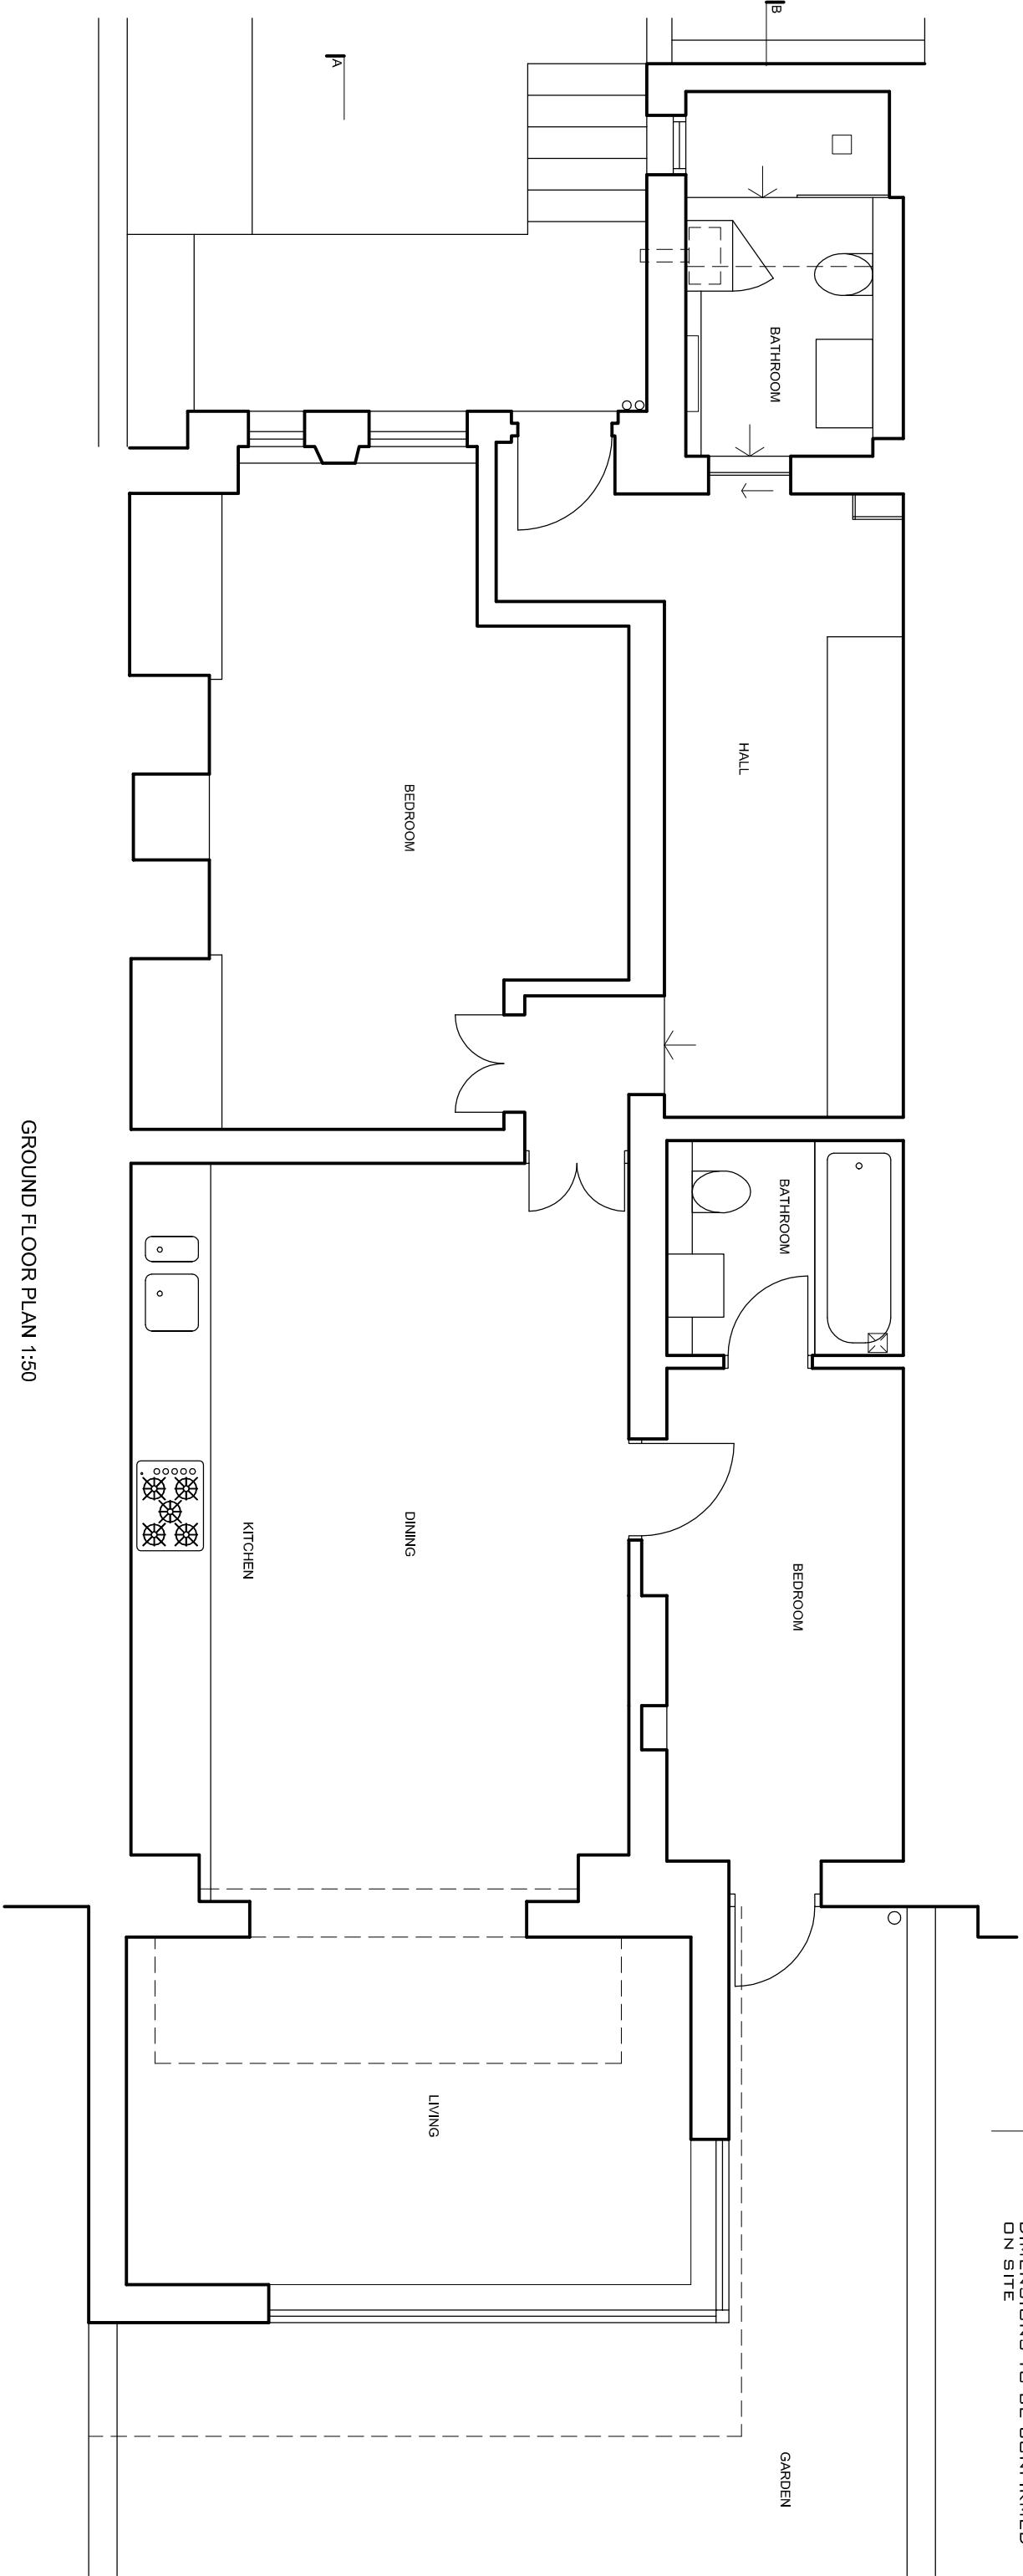 B
A
BATHROOM
HALL
BEDROOM
BATHROOM
BEDROOM
DINING
KITCHEN
LIVING
GARDEN
ON SITE
GROUND FLOOR PLAN 1:50